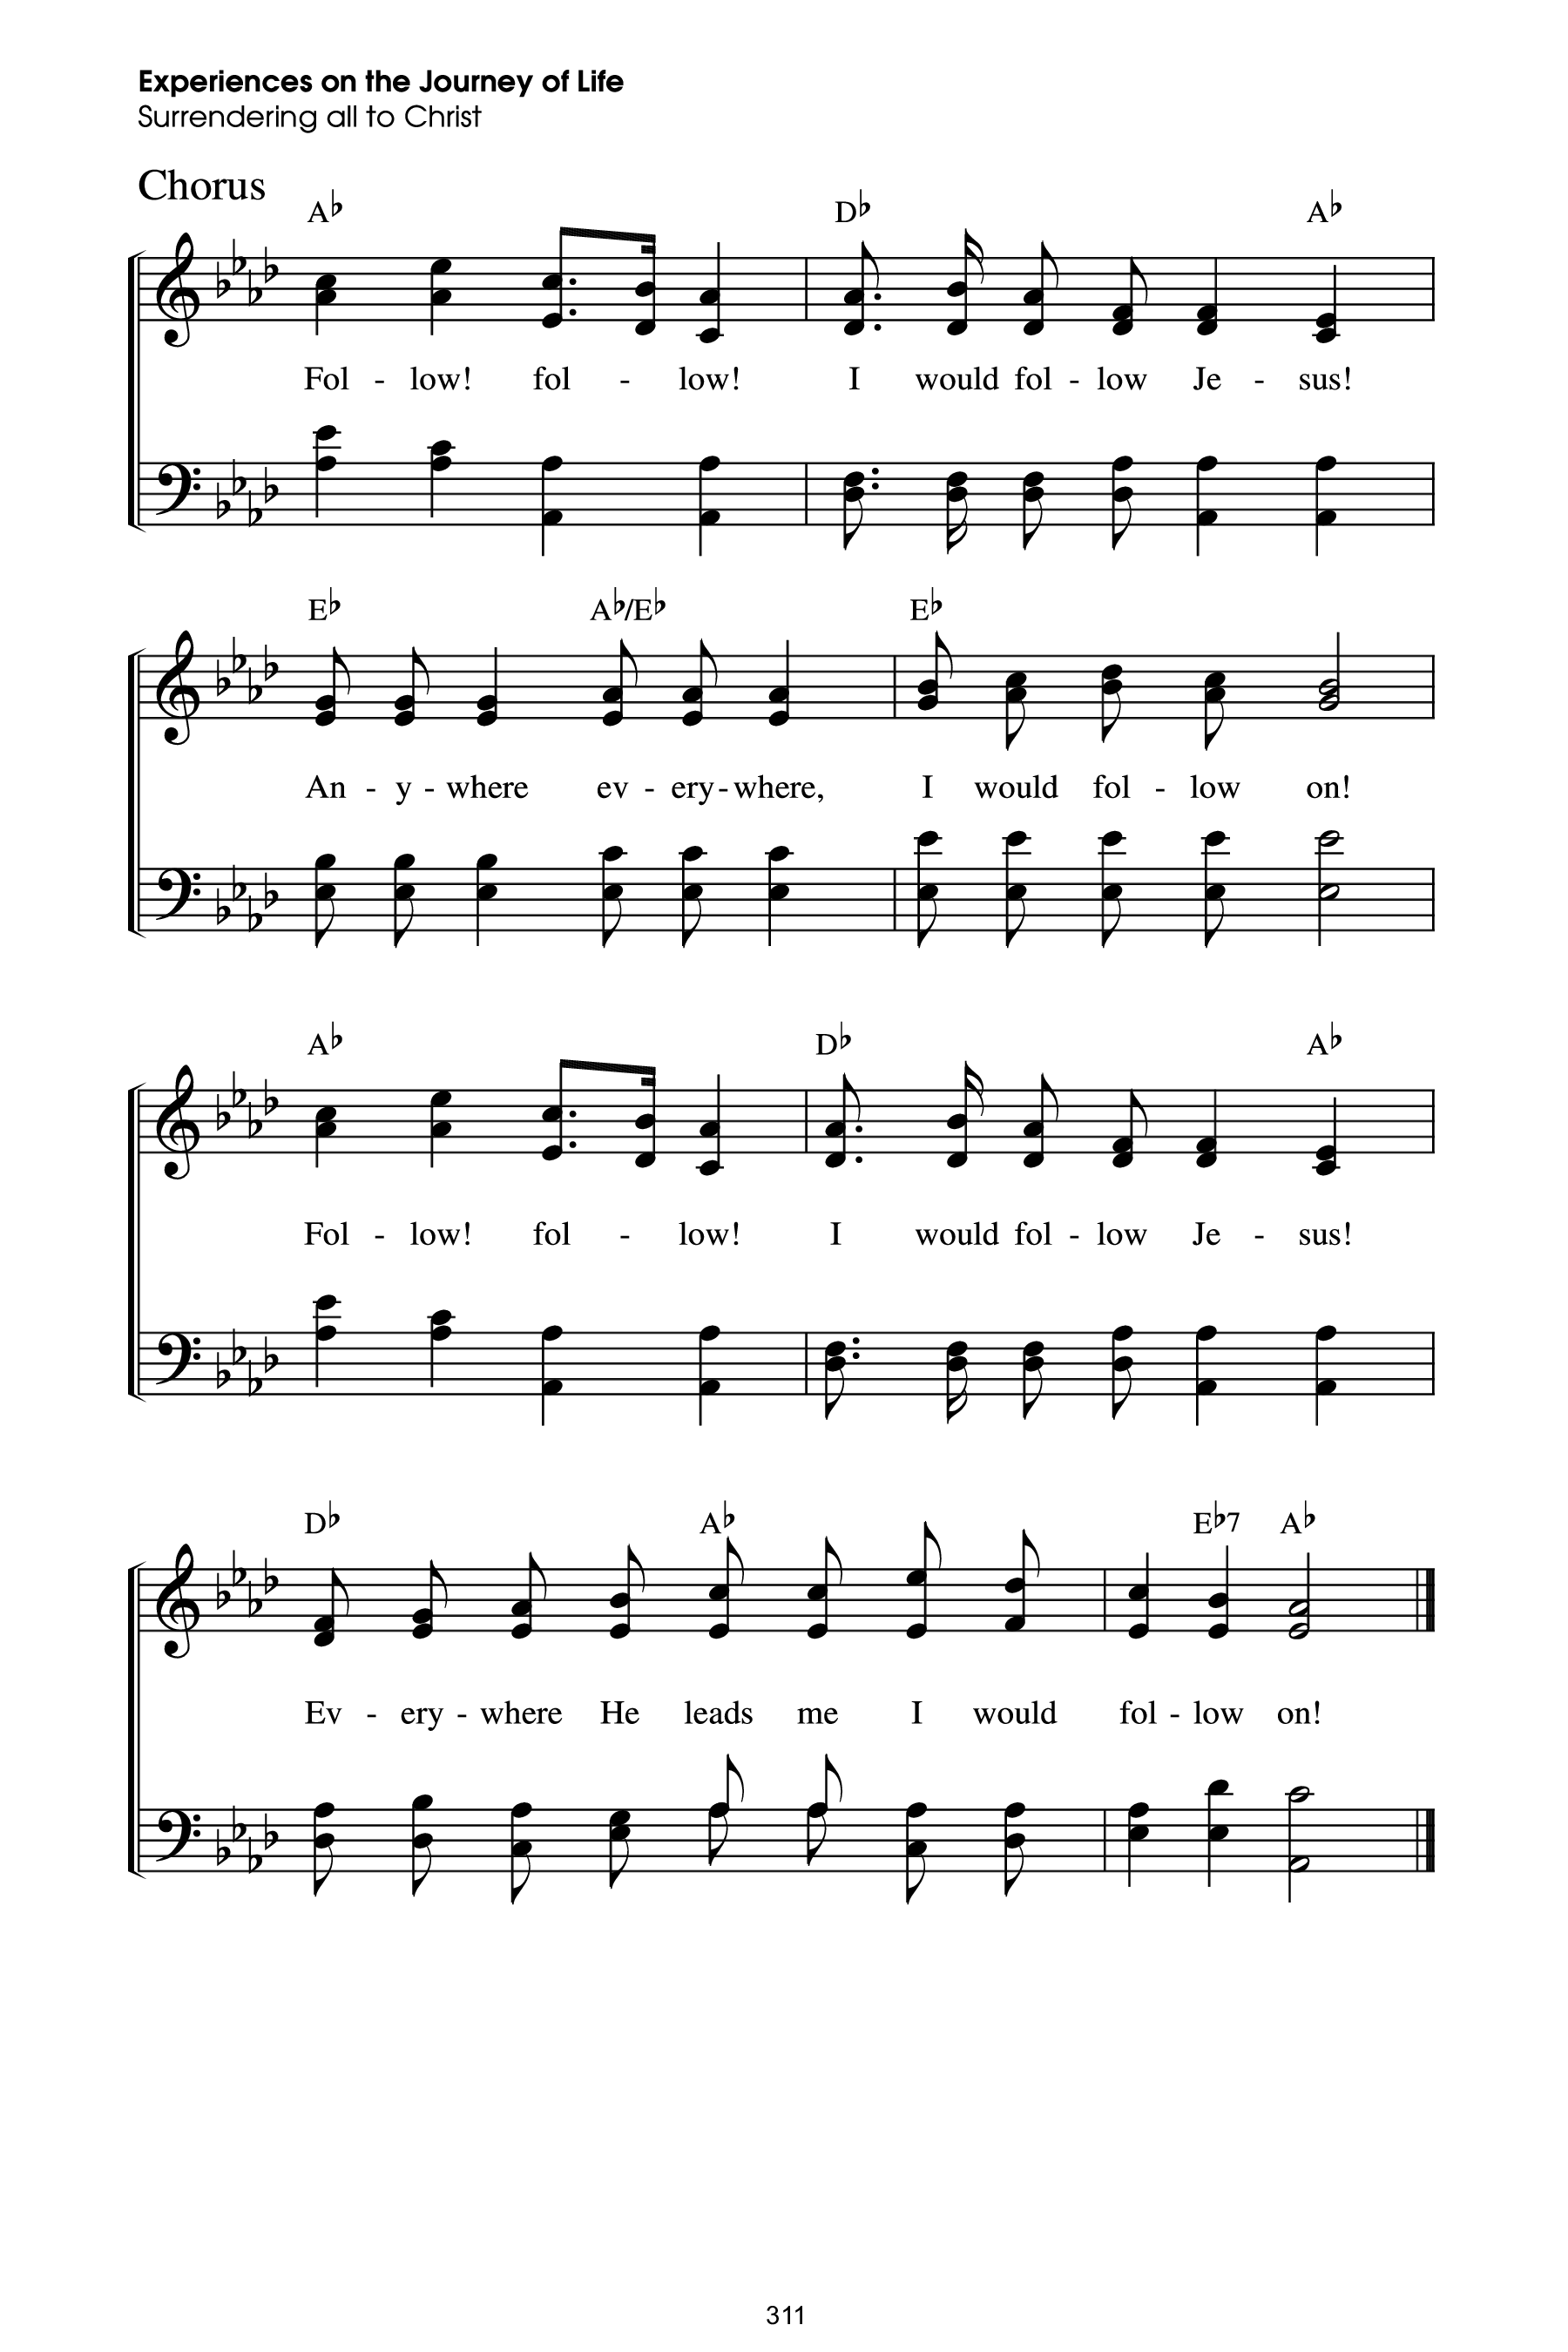 Experiences on the Journey of Life
Surrendering all to Christ
Chorus
A♭ D♭ A♭
Fol - low! fol - low! I would fol - low Je - sus!
E♭ A♭/E♭ E♭
An - y - where ev - ery - where, I would fol - low on!
A♭ D♭ A♭
Fol - low! fol - low! I would fol - low Je - sus!
D♭ A♭ E♭7 A♭
Ev - ery - where He leads me I would fol - low on!
311